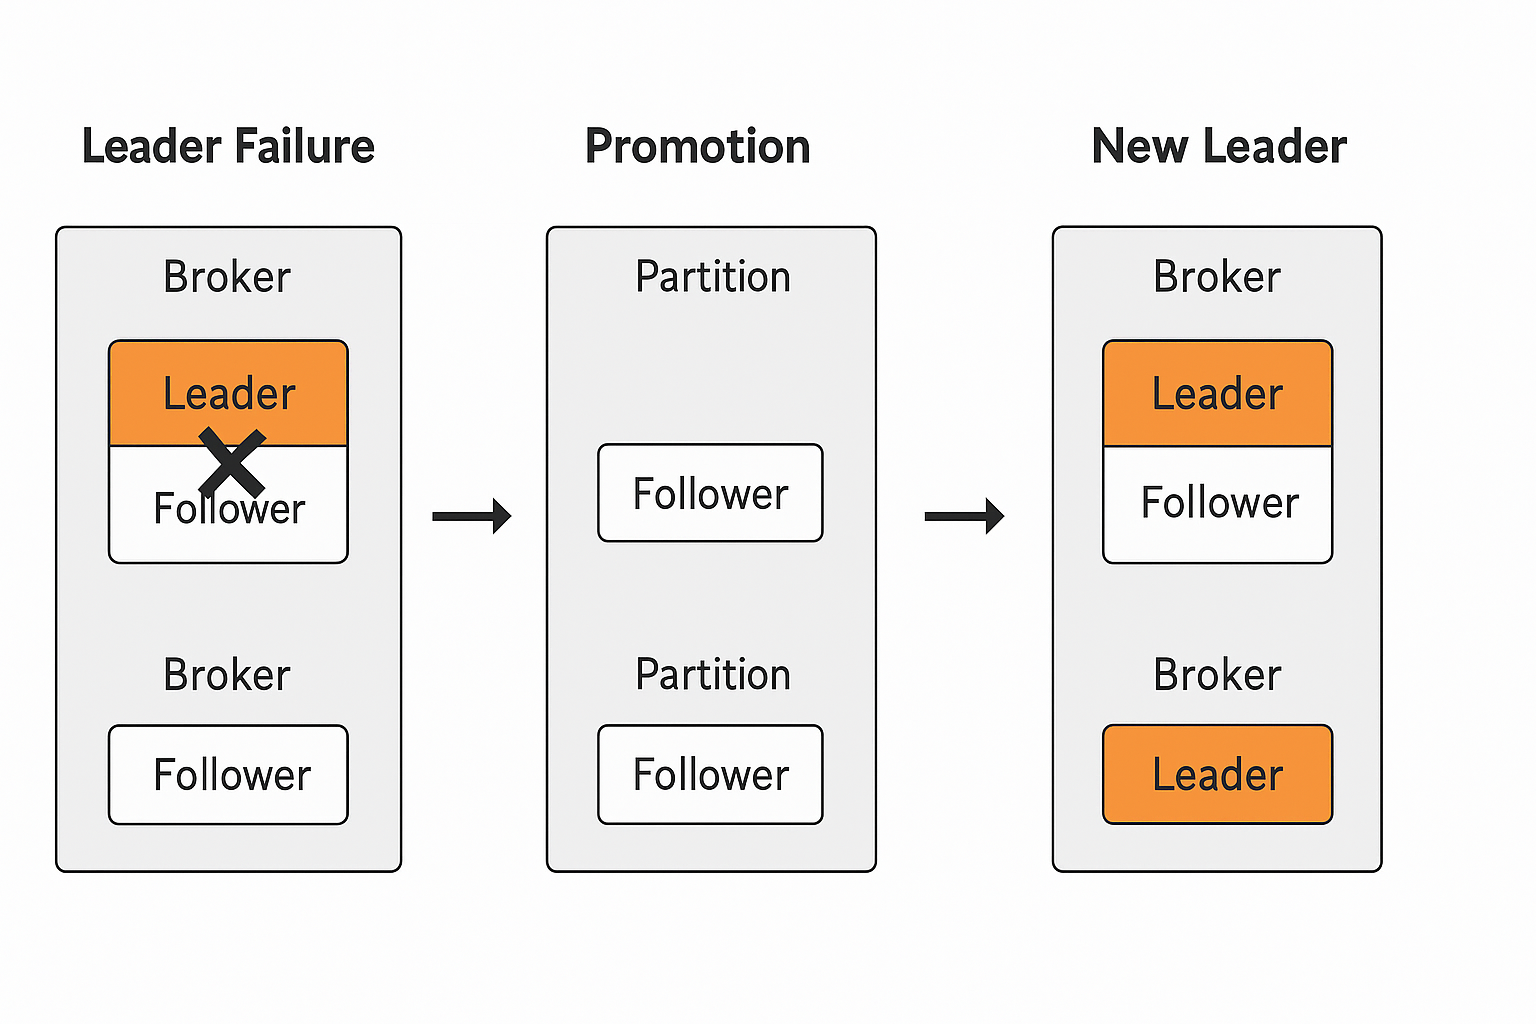 Leader Failure
Broker
Leader
Follower
Broker
Follower
Promotion
Partition
Follower
Partition
Follower
New Leader
Broker
Leader
Follower
Broker
Leader